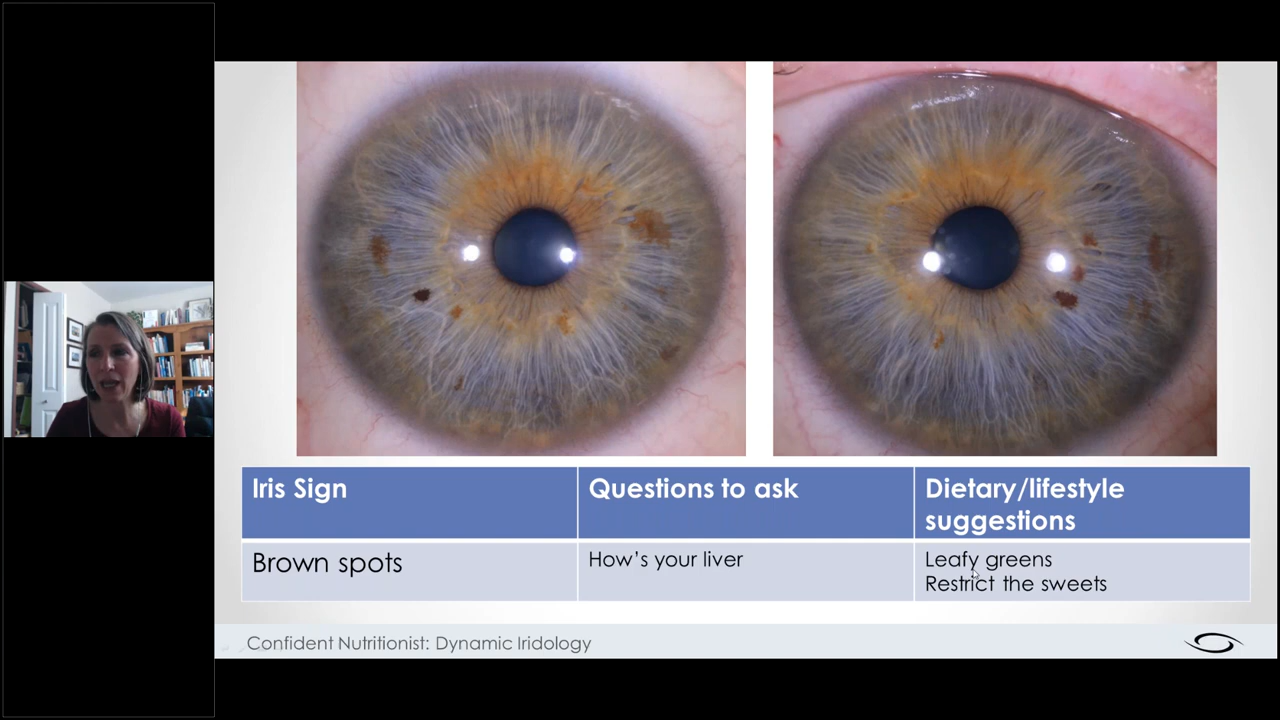 Iris Sign
Questions to ask
Dietary/lifestyle
suggestions
Brown spots
How's your liver
Leafy greens
Restrict the sweets
Confident Nutritionist: Dynamic Iridology